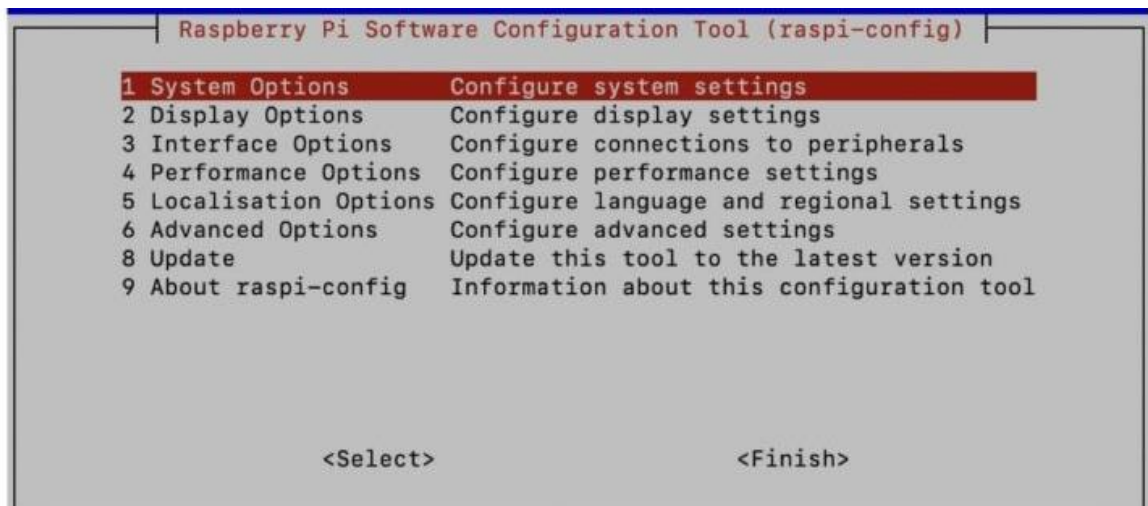 Raspberry Pi Software Configuration Tool (raspi-config)
1 System Options Configure system settings
2 Display Options Configure display settings
3 Interface Options Configure connections to peripherals
4 Performance Options Configure performance settings
5 Localisation Options Configure language and regional settings
6 Advanced Options Configure advanced settings
8 Update Update this tool to the latest version
9 About raspi-config Information about this configuration tool
<Select> <Finish>